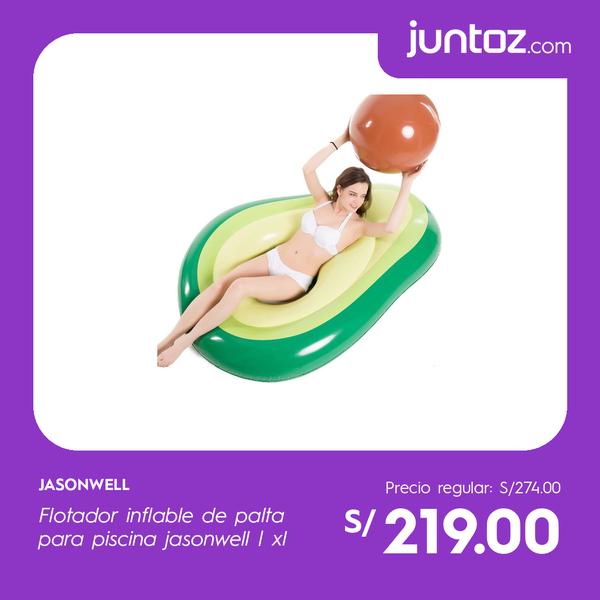 juntoz.com
JASONWELL
Flotador inflable de palta
para piscina jasonwell l xl
Precio regular: S/274.00
S/ 219.00